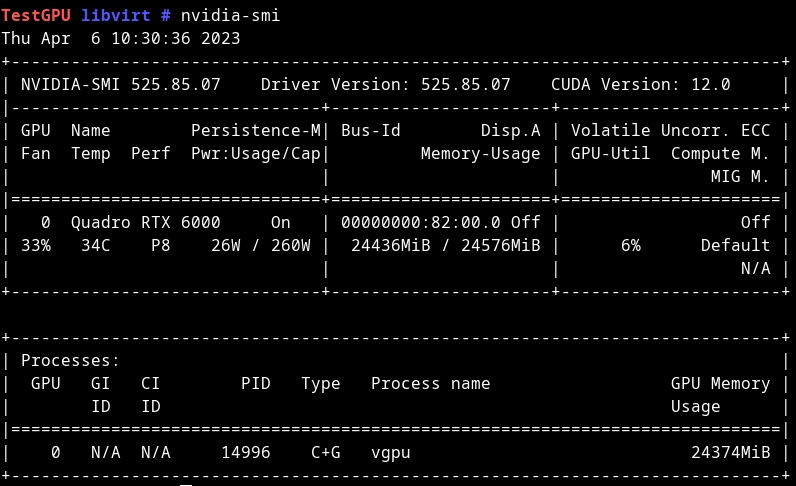 TestGPU libvirt # nvidia-smi
Thu Apr  6 10:30:36 2023
+-----------------------------------------------------------------------------+
| NVIDIA-SMI 525.85.07    Driver Version: 525.85.07    CUDA Version: 12.0     |
|-------------------------------+----------------------+----------------------+
| GPU  Name        Persistence-M| Bus-Id        Disp.A | Volatile Uncorr. ECC |
| Fan  Temp  Perf  Pwr:Usage/Cap|         Memory-Usage | GPU-Util  Compute M. |
|                               |                      |               MIG M. |
|===============================+======================+======================|
|   0  Quadro RTX 6000     On   | 00000000:82:00.0 Off |                  Off |
| 33%   34C    P8    26W / 260W |  24436MiB / 24576MiB |      6%      Default |
|                               |                      |                  N/A |
+-------------------------------+----------------------+----------------------+

+-----------------------------------------------------------------------------+
| Processes:                                                                  |
|  GPU   GI   CI        PID   Type   Process name                  GPU Memory |
|        ID   ID                                                   Usage      |
|=============================================================================|
|    0   N/A  N/A     14996    C+G   vgpu                            24374MiB |
+-----------------------------------------------------------------------------+